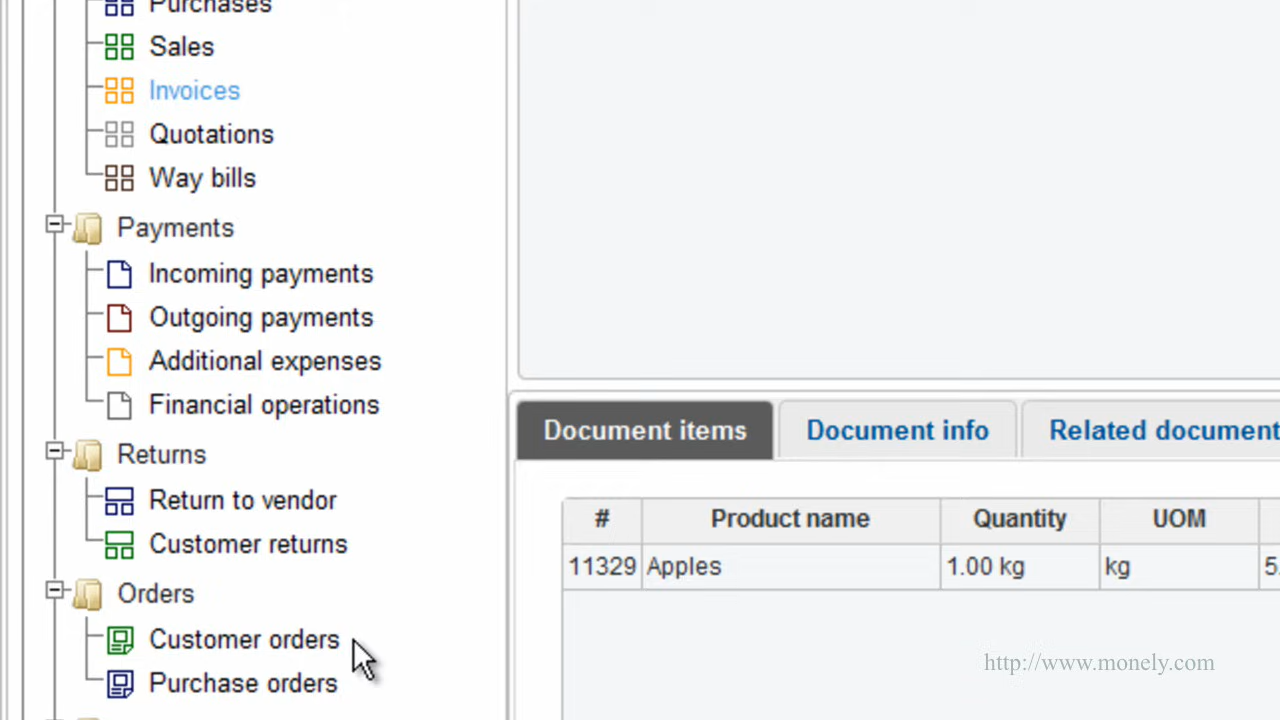 Purchases
Sales
Invoices
Quotations
Way bills
Payments
Incoming payments
Outgoing payments
Additional expenses
Financial operations
Returns
Return to vendor
Customer returns
Orders
Customer orders
Purchase orders
Document items Document info Related document
# Product name Quantity UOM
11329 Apples 1.00 kg kg 5.
http://www.monely.com